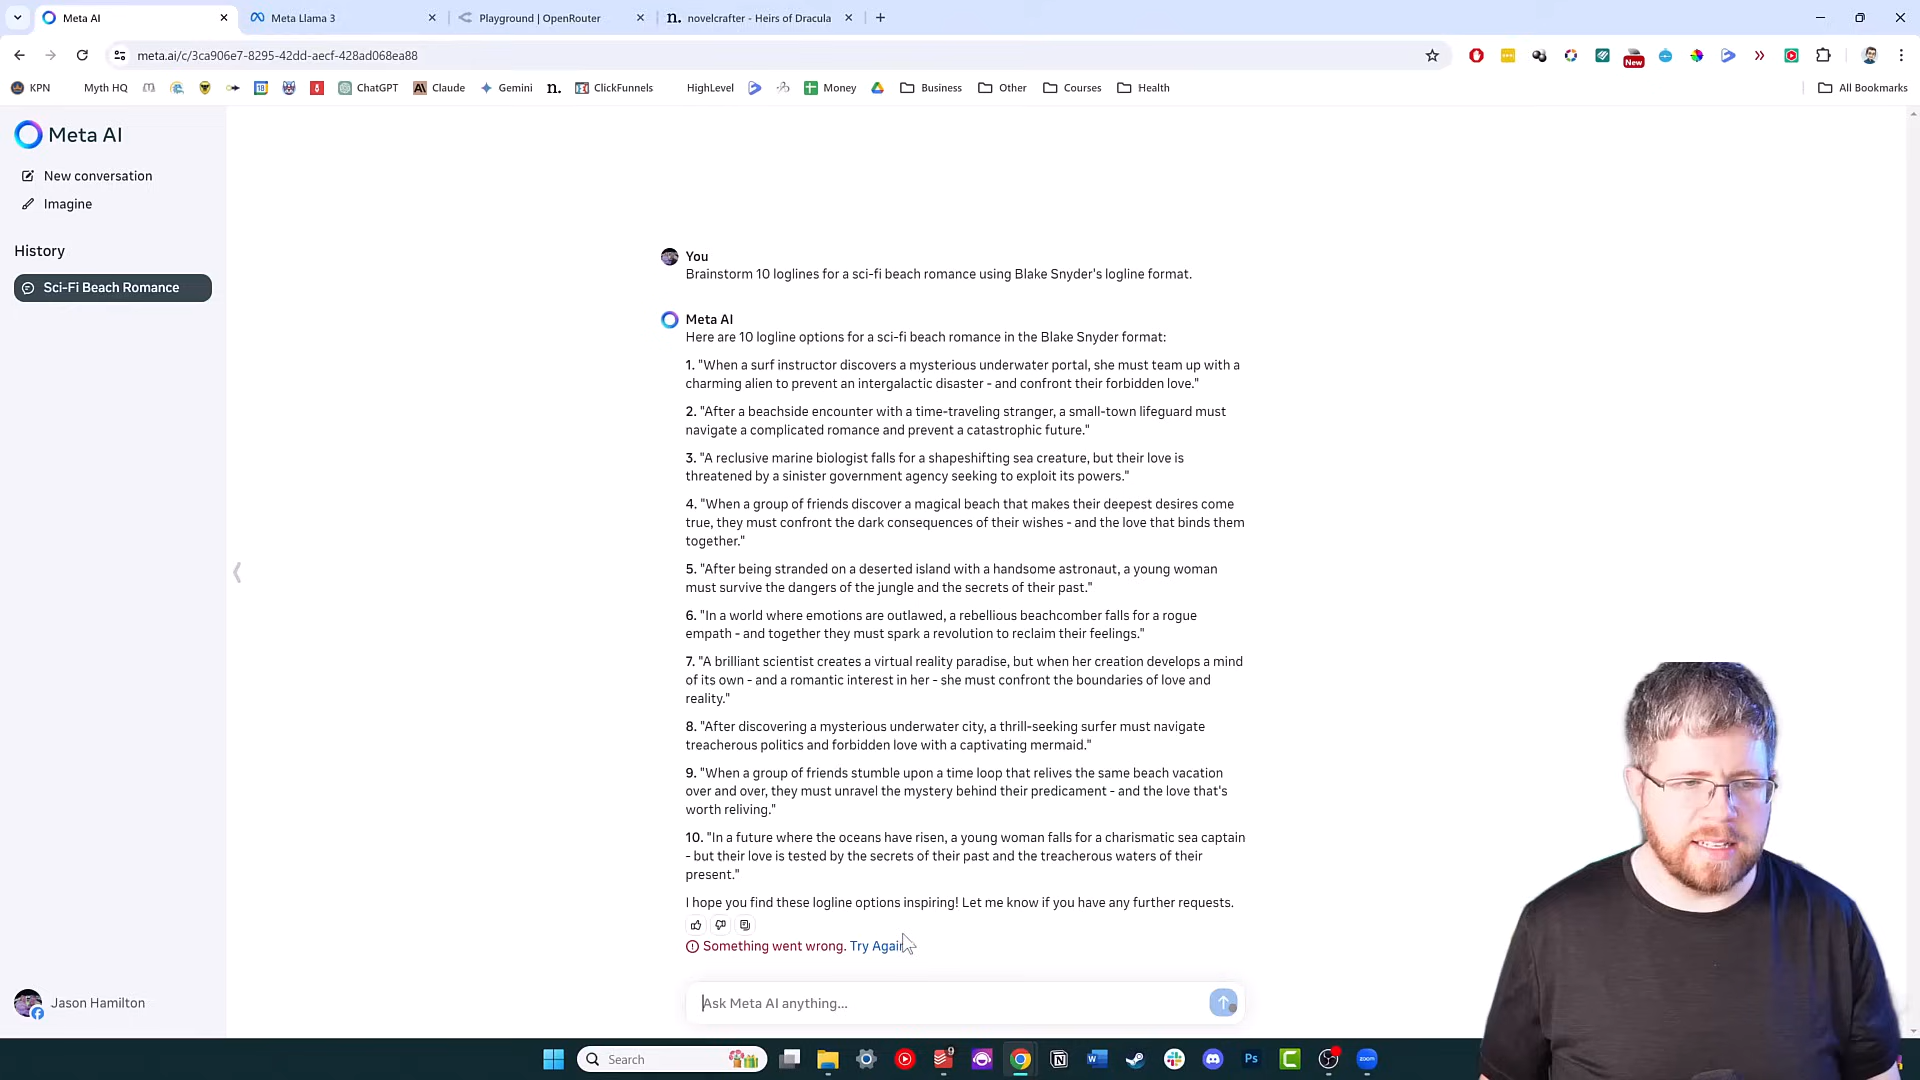 Meta AI
Meta Llama 3
Playground | OpenRouter
n. novelcrafter - Heirs of Dracula
meta.ai/c/3ca906e7-8295-42dd-aecf-428ad068ea88
New
KPN
Myth HQ
18
ChatGPT
Claude
Gemini
n.
ClickFunnels
HighLevel
Money
Business
Other
Courses
Health
All Bookmarks
Meta AI
New conversation
Imagine
History
Sci-Fi Beach Romance
You
Brainstorm 10 loglines for a sci-fi beach romance using Blake Snyder's logline format.
Meta AI
Here are 10 logline options for a sci-fi beach romance in the Blake Snyder format:
1. "When a surf instructor discovers a mysterious underwater portal, she must team up with a
charming alien to prevent an intergalactic disaster - and confront their forbidden love."
2. "After a beachside encounter with a time-traveling stranger, a small-town lifeguard must
navigate a complicated romance and prevent a catastrophic future."
3. "A reclusive marine biologist falls for a shapeshifting sea creature, but their love is
threatened by a sinister government agency seeking to exploit its powers."
4. "When a group of friends discover a magical beach that makes their deepest desires come
true, they must confront the dark consequences of their wishes - and the love that binds them
together."
5. "After being stranded on a deserted island with a handsome astronaut, a young woman
must survive the dangers of the jungle and the secrets of their past."
6. "In a world where emotions are outlawed, a rebellious beachcomber falls for a rogue
empath - and together they must spark a revolution to reclaim their feelings."
7. "A brilliant scientist creates a virtual reality paradise, but when her creation develops a mind
of its own - and a romantic interest in her - she must confront the boundaries of love and
reality."
8. "After discovering a mysterious underwater city, a thrill-seeking surfer must navigate
treacherous politics and forbidden love with a captivating mermaid."
9. "When a group of friends stumble upon a time loop that relives the same beach vacation
over and over, they must unravel the mystery behind their predicament - and the love that's
worth reliving."
10. "In a future where the oceans have risen, a young woman falls for a charismatic sea captain
- but their love is tested by the secrets of their past and the treacherous waters of their
present."
I hope you find these logline options inspiring! Let me know if you have any further requests.
Something went wrong. Try Again
Ask Meta AI anything...
Jason Hamilton
Search
9
Ps
zoom